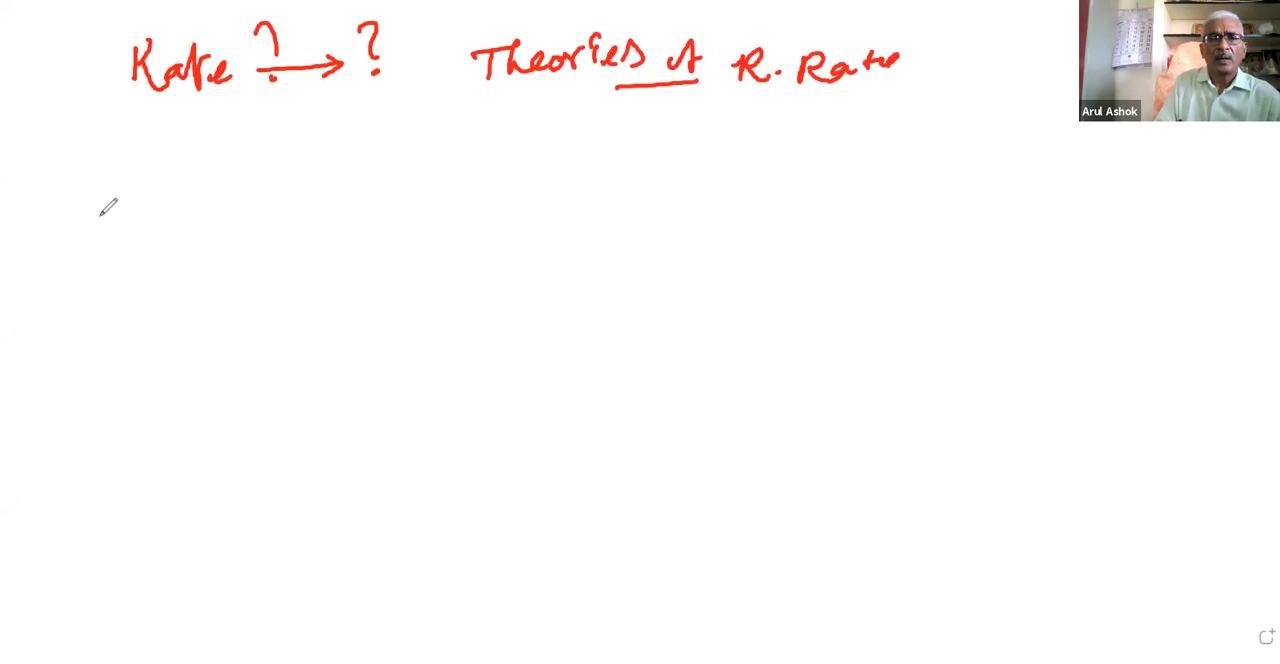 Rate ? → ? Theories of R. Rate
Arul Ashok